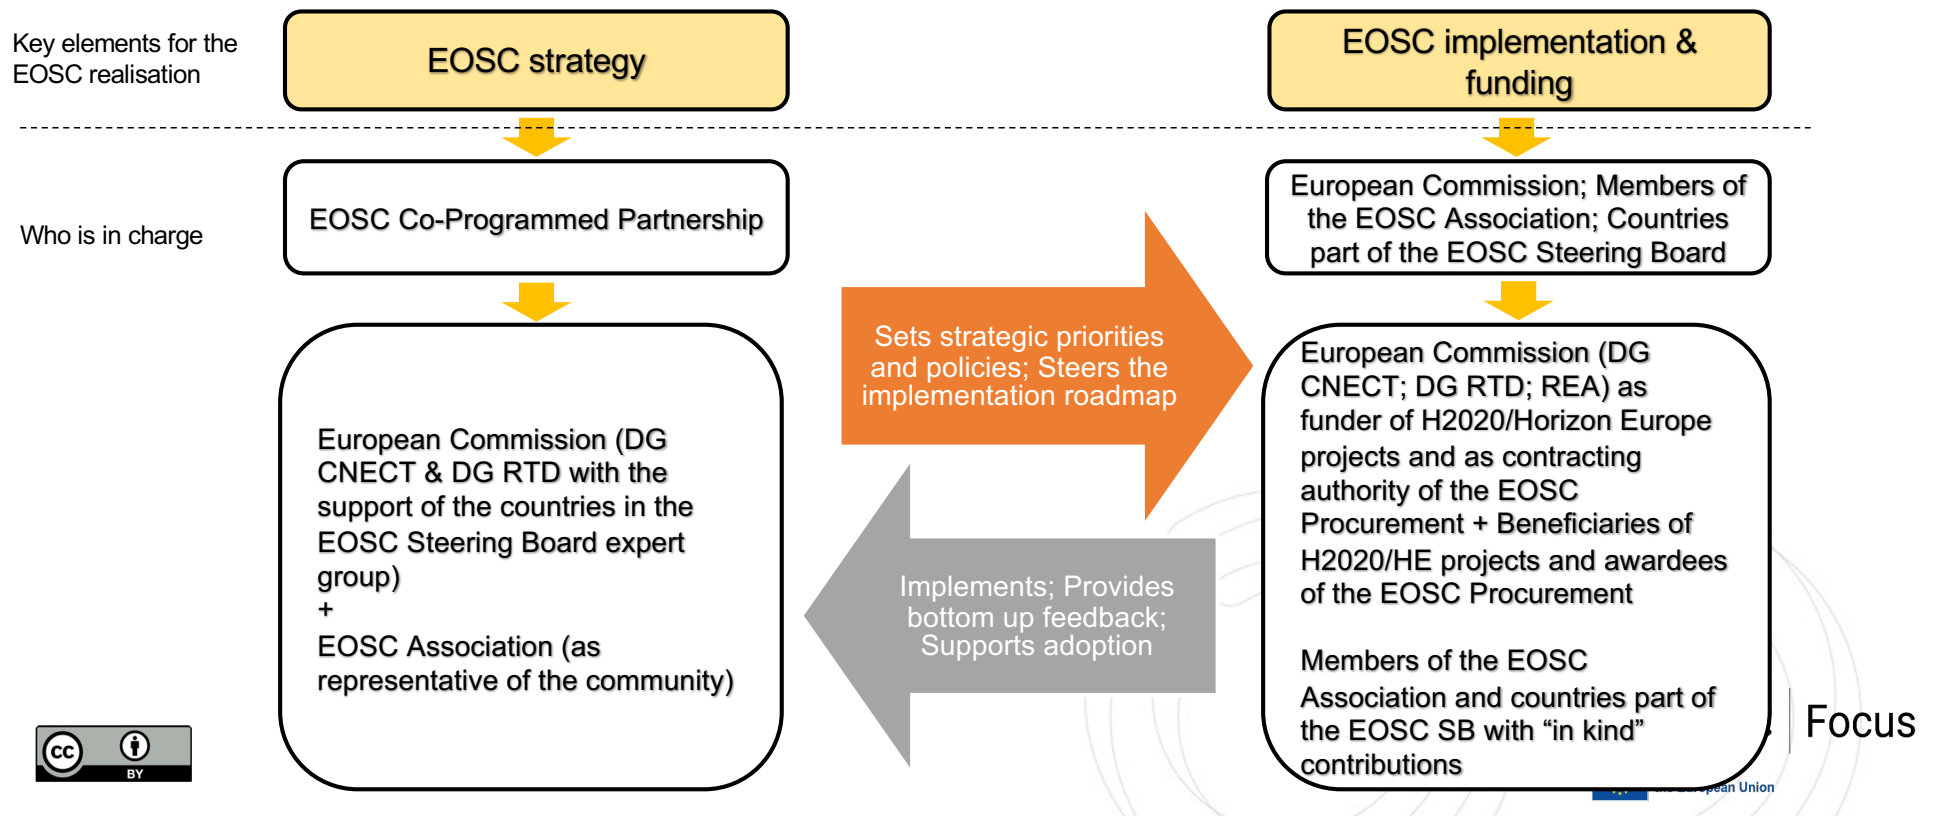 Key elements for the
EOSC realisation
EOSC strategy
EOSC implementation &
funding
Who is in charge
EOSC Co-Programmed Partnership
European Commission; Members of
the EOSC Association; Countries
part of the EOSC Steering Board
Sets strategic priorities
and policies; Steers the
implementation roadmap
European Commission (DG
CNECT & DG RTD with the
support of the countries in the
EOSC Steering Board expert
group)
+
EOSC Association (as
representative of the community)
Implements; Provides
bottom up feedback;
Supports adoption
European Commission (DG
CNECT; DG RTD; REA) as
funder of H2020/Horizon Europe
projects and as contracting
authority of the EOSC
Procurement + Beneficiaries of
H2020/HE projects and awardees
of the EOSC Procurement
Members of the EOSC
Association and countries part of
the EOSC SB with “in kind”
contributions
Focus
European Union
cc
BY